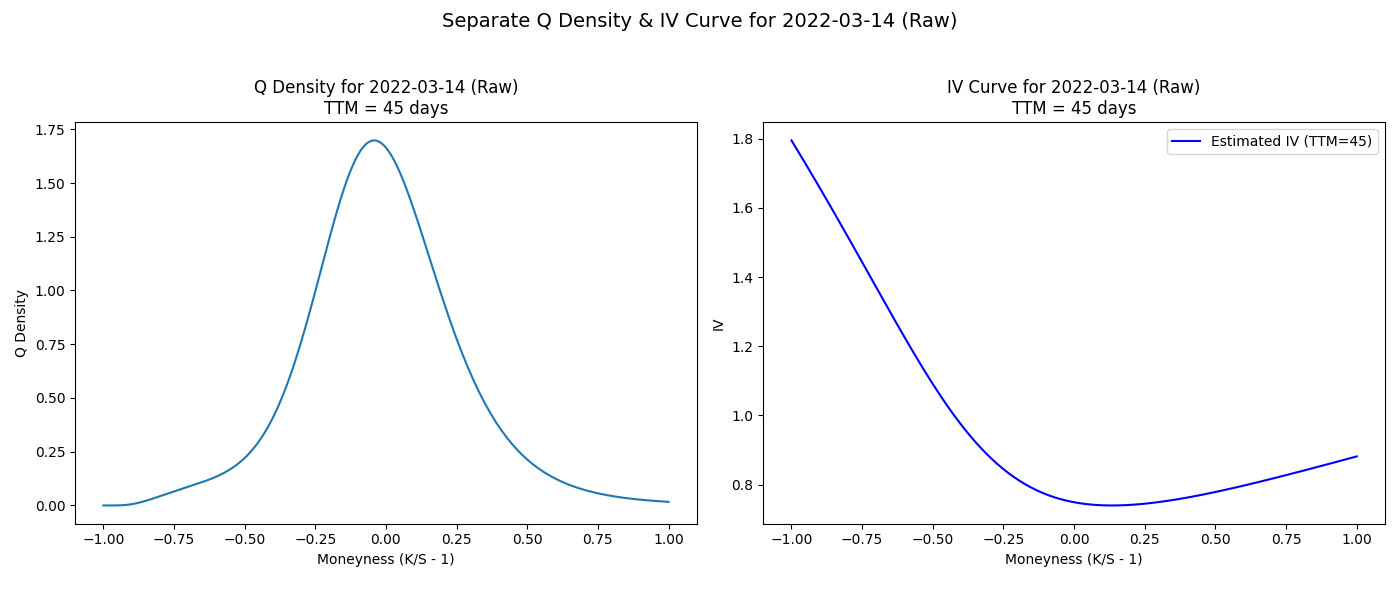 Separate Q Density & IV Curve for 2022-03-14 (Raw)
Q Density for 2022-03-14 (Raw)
TTM = 45 days
1.75
1.50
1.25
1.00
0.75
0.50
0.25
0.00
Q Density
−1.00 −0.75 −0.50 −0.25 0.00 0.25 0.50 0.75 1.00
Moneyness (K/S - 1)
IV Curve for 2022-03-14 (Raw)
TTM = 45 days
Estimated IV (TTM=45)
1.8
1.6
1.4
1.2
1.0
0.8
IV
−1.00 −0.75 −0.50 −0.25 0.00 0.25 0.50 0.75 1.00
Moneyness (K/S - 1)